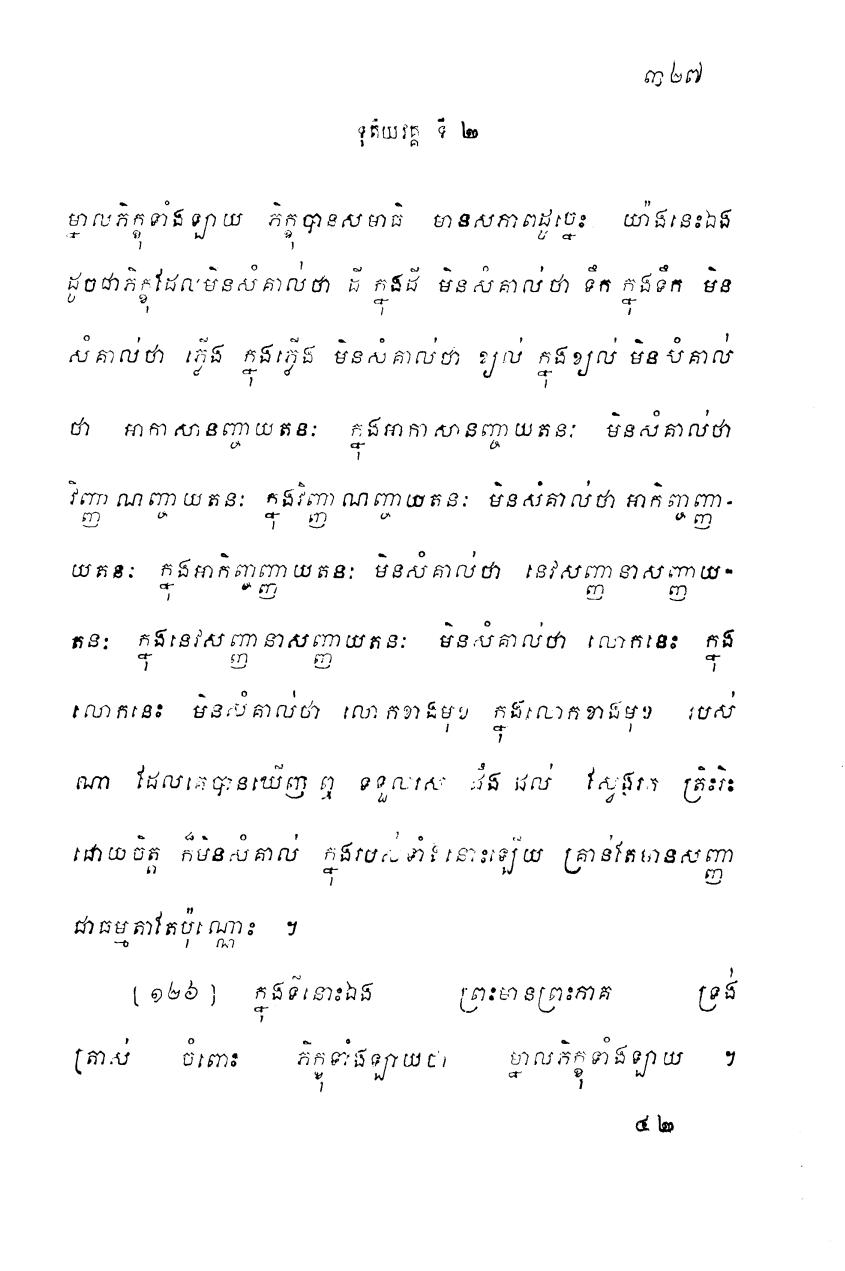 ៣២៧
ទុតិយវគ្គ ទី ២
ម្នាលភិក្ខុទាំងឡាយ ភិក្ខុបានសមាធិ មានសភាពដូច្នេះ យ៉ាងនេះឯង
ដូចជាភិក្ខុដែលមិនសំគាល់ថា ដី ក្នុងដី មិនសំគាល់ថា ទឹក ក្នុងទឹក មិន
សំគាល់ថា ភ្លើង ក្នុងភ្លើង មិនសំគាល់ថា ខ្យល់ ក្នុងខ្យល់ មិនសំគាល់
ថា អាកាសានញ្ចាយតនៈ ក្នុងអាកាសានញ្ចាយតនៈ មិនសំគាល់ថា
វិញ្ញាណញ្ចាយតនៈ ក្នុងវិញ្ញាណញ្ចាយតនៈ មិនសំគាល់ថា អាកិញ្ចញ្ញា-
យតនៈ ក្នុងអាកិញ្ចញ្ញាយតនៈ មិនសំគាល់ថា នេវសញ្ញានាសញ្ញាយ-
តនៈ ក្នុងនេវសញ្ញានាសញ្ញាយតនៈ មិនសំគាល់ថា លោកនេះ ក្នុង
លោកនេះ មិនសំគាល់ថា លោកខាងមុខ ក្នុងលោកខាងមុខ របស់
ណា ដែលគេបានឃើញ ឮ ទទួលរស ដឹង ដល់ ស្វែងរក ត្រិះរិះ
ដោយចិត្ត ក៏មិនសំគាល់ ក្នុងរបស់ទាំងនោះឡើយ គ្រាន់តែមានសញ្ញា
ជាធម្មតាតែប៉ុណ្ណោះ ។
[១២៦] ក្នុងទីនោះឯង ព្រះមានព្រះភាគ ទ្រង់
ត្រាស់ ចំពោះ ភិក្ខុទាំងឡាយថា ម្នាលភិក្ខុទាំងឡាយ ។
៤២